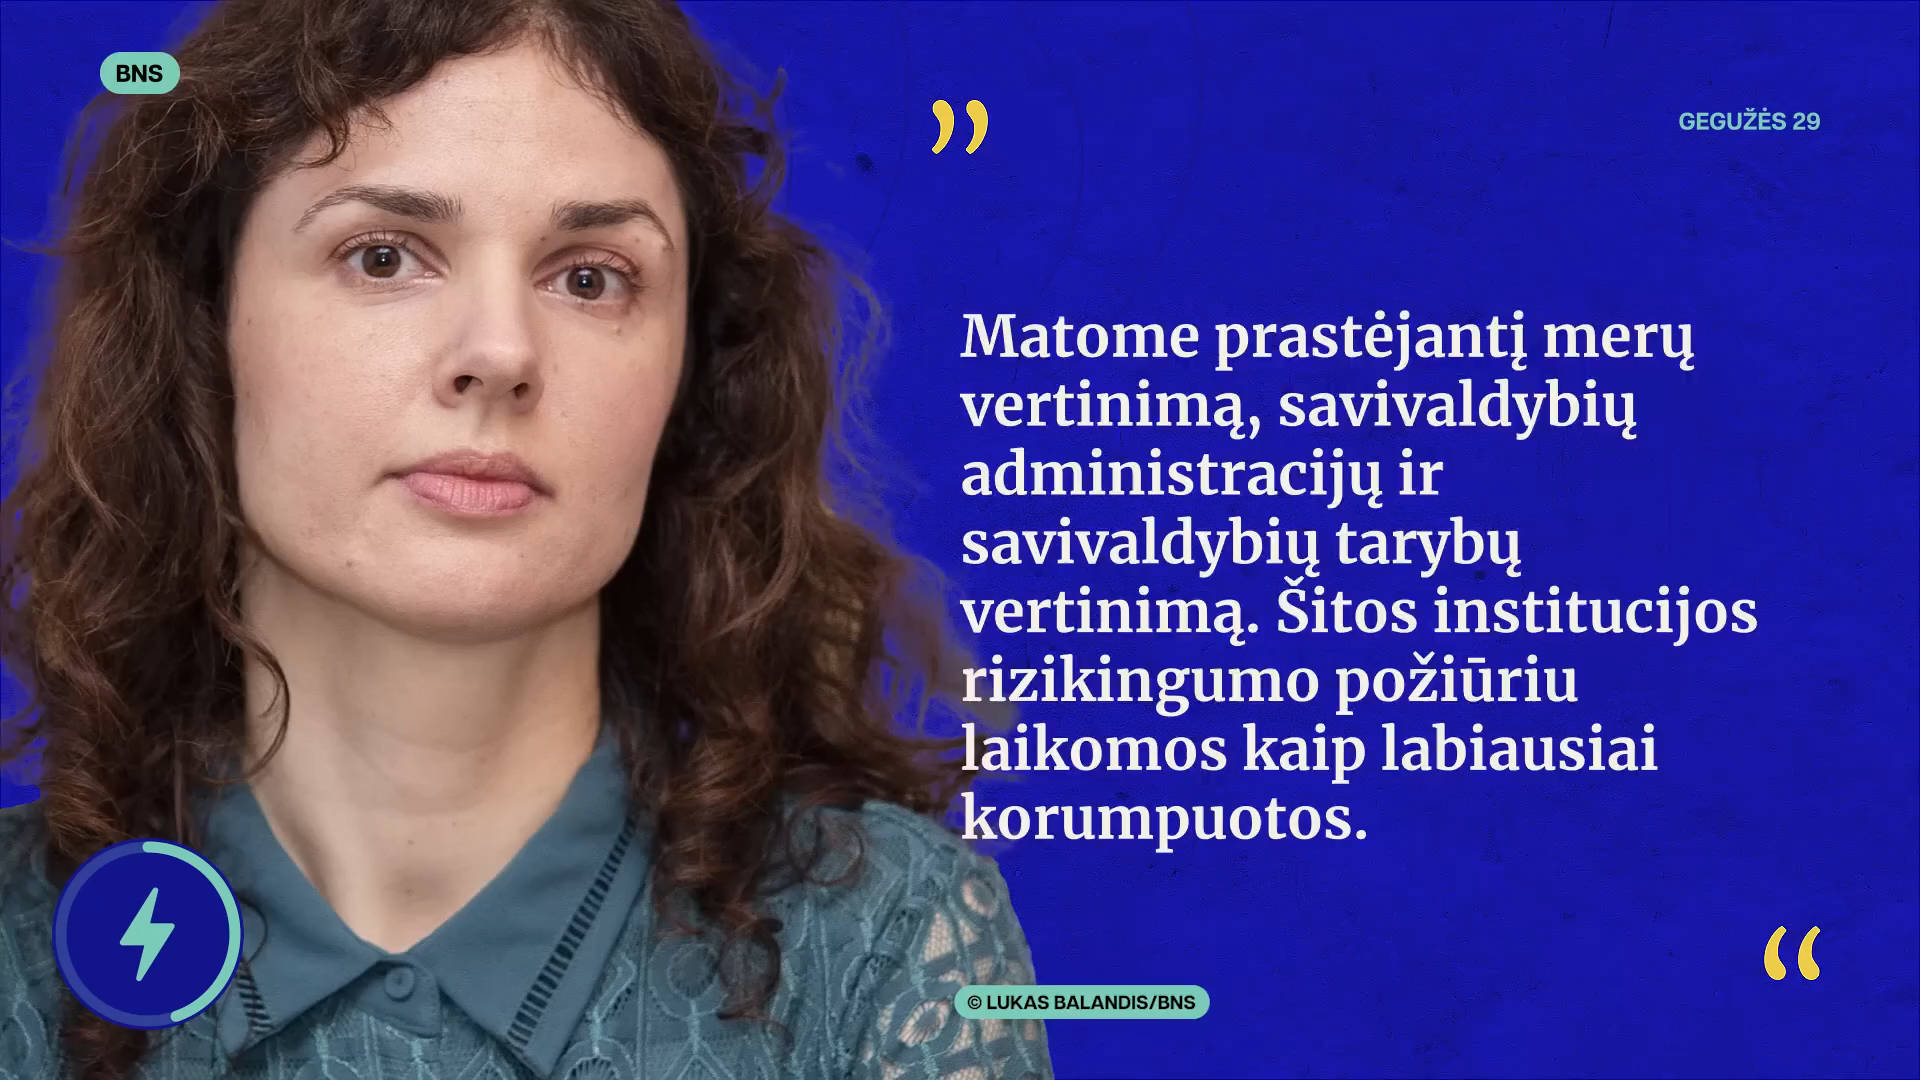 BNS
GEGUŽĖS 29
”
Matome prastėjantį merų
vertinimą, savivaldybių
administracijų ir
savivaldybių tarybų
vertinimą. Šitos institucijos
rizikingumo požiūriu
laikomos kaip labiausiai
korumpuotos.
“
© LUKAS BALANDIS/BNS